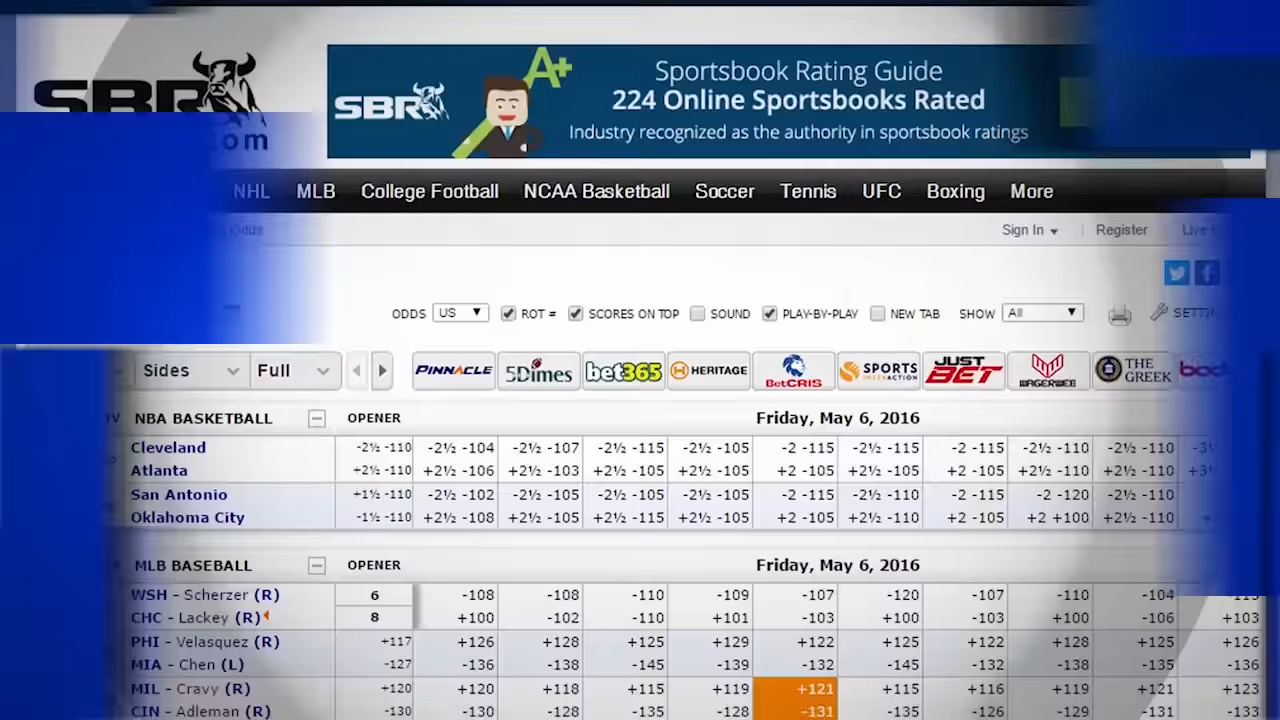 SBR
om
A+
SBR
Sportsbook Rating Guide
224 Online Sportsbooks Rated
Industry recognized as the authority in sportsbook ratings
NHL MLB College Football NCAA Basketball Soccer Tennis UFC Boxing More
Odds Sign In Register Live
ODDS US ROT # SCORES ON TOP SOUND PLAY-BY-PLAY NEW TAB SHOW All SETTIN
Sides Full PINNACLE 5Dimes bet365 HERITAGE BetCRIS SPORTS INTERACTION JUST BET WAGERWEB THE GREEK
NBA BASKETBALL OPENER Friday, May 6, 2016
Cleveland -2½ -110 -2½ -104 -2½ -107 -2½ -115 -2½ -105 -2 -115 -2½ -115 -2 -115 -2½ -110 -2½ -110
Atlanta +2½ -110 +2½ -106 +2½ -103 +2½ -105 +2½ -105 +2 -105 +2½ -105 +2 -105 +2½ -110 +2½ -110
San Antonio +1½ -110 -2½ -102 -2½ -105 -2½ -105 -2½ -105 -2 -115 -2½ -110 -2 -115 -2 -120 -2½ -110
Oklahoma City -1½ -110 +2½ -108 +2½ -105 +2½ -115 +2½ -105 +2 -105 +2½ -110 +2 -105 +2 +100 +2½ -110
MLB BASEBALL OPENER Friday, May 6, 2016
WSH - Scherzer (R) 6 -108 -108 -110 -109 -107 -120 -107 -110 -104
CHC - Lackey (R) 8 +100 -102 -110 +101 -103 +100 -103 +100 -106 +103
PHI - Velasquez (R) +117 +126 +128 +125 +129 +122 +125 +122 +128 +125 +126
MIA - Chen (L) -127 -136 -138 -145 -139 -132 -145 -132 -138 -135 -136
MIL - Cravy (R) +120 +120 +118 +115 +119 +121 +115 +116 +119 +121 +123
CIN - Adleman (R) -130 -130 -128 -135 -128 -131 -135 -126 -129 -131 -133